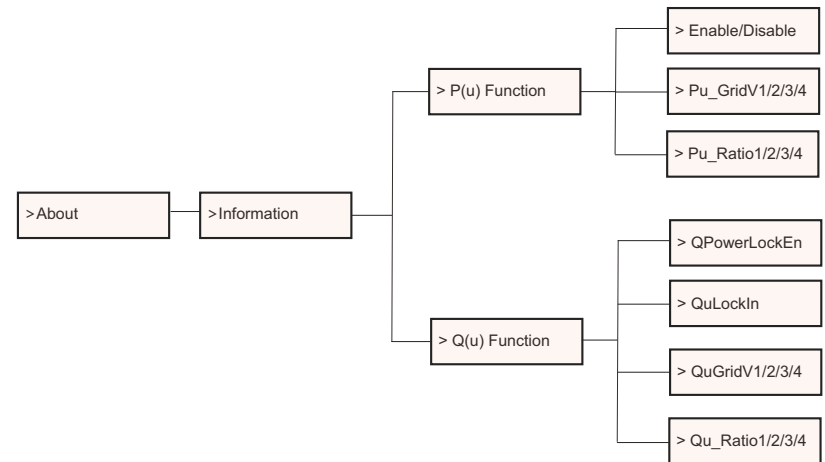 > Enable/Disable
> P(u) Function
> Pu_GridV1/2/3/4
> Pu_Ratio1/2/3/4
>About
>Information
> QPowerLockEn
> QuLockIn
> Q(u) Function
> QuGridV1/2/3/4
> Qu_Ratio1/2/3/4